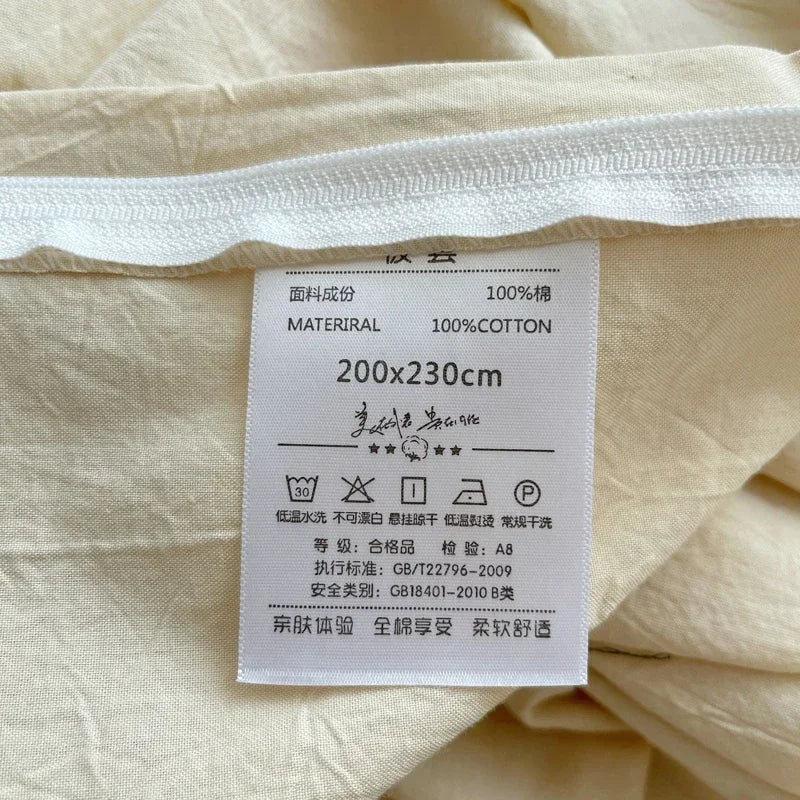 面料成份 100%棉
MATERIRAL 100%COTTON
200x230cm
30 P
低温水洗 不可漂白 悬挂晾干 低温熨烫 常规干洗
等 级: 合格品 检 验: A8
执行标准: GB/T22796-2009
安全类别: GB18401-2010 B类
亲肤体验 全棉享受 柔软舒适